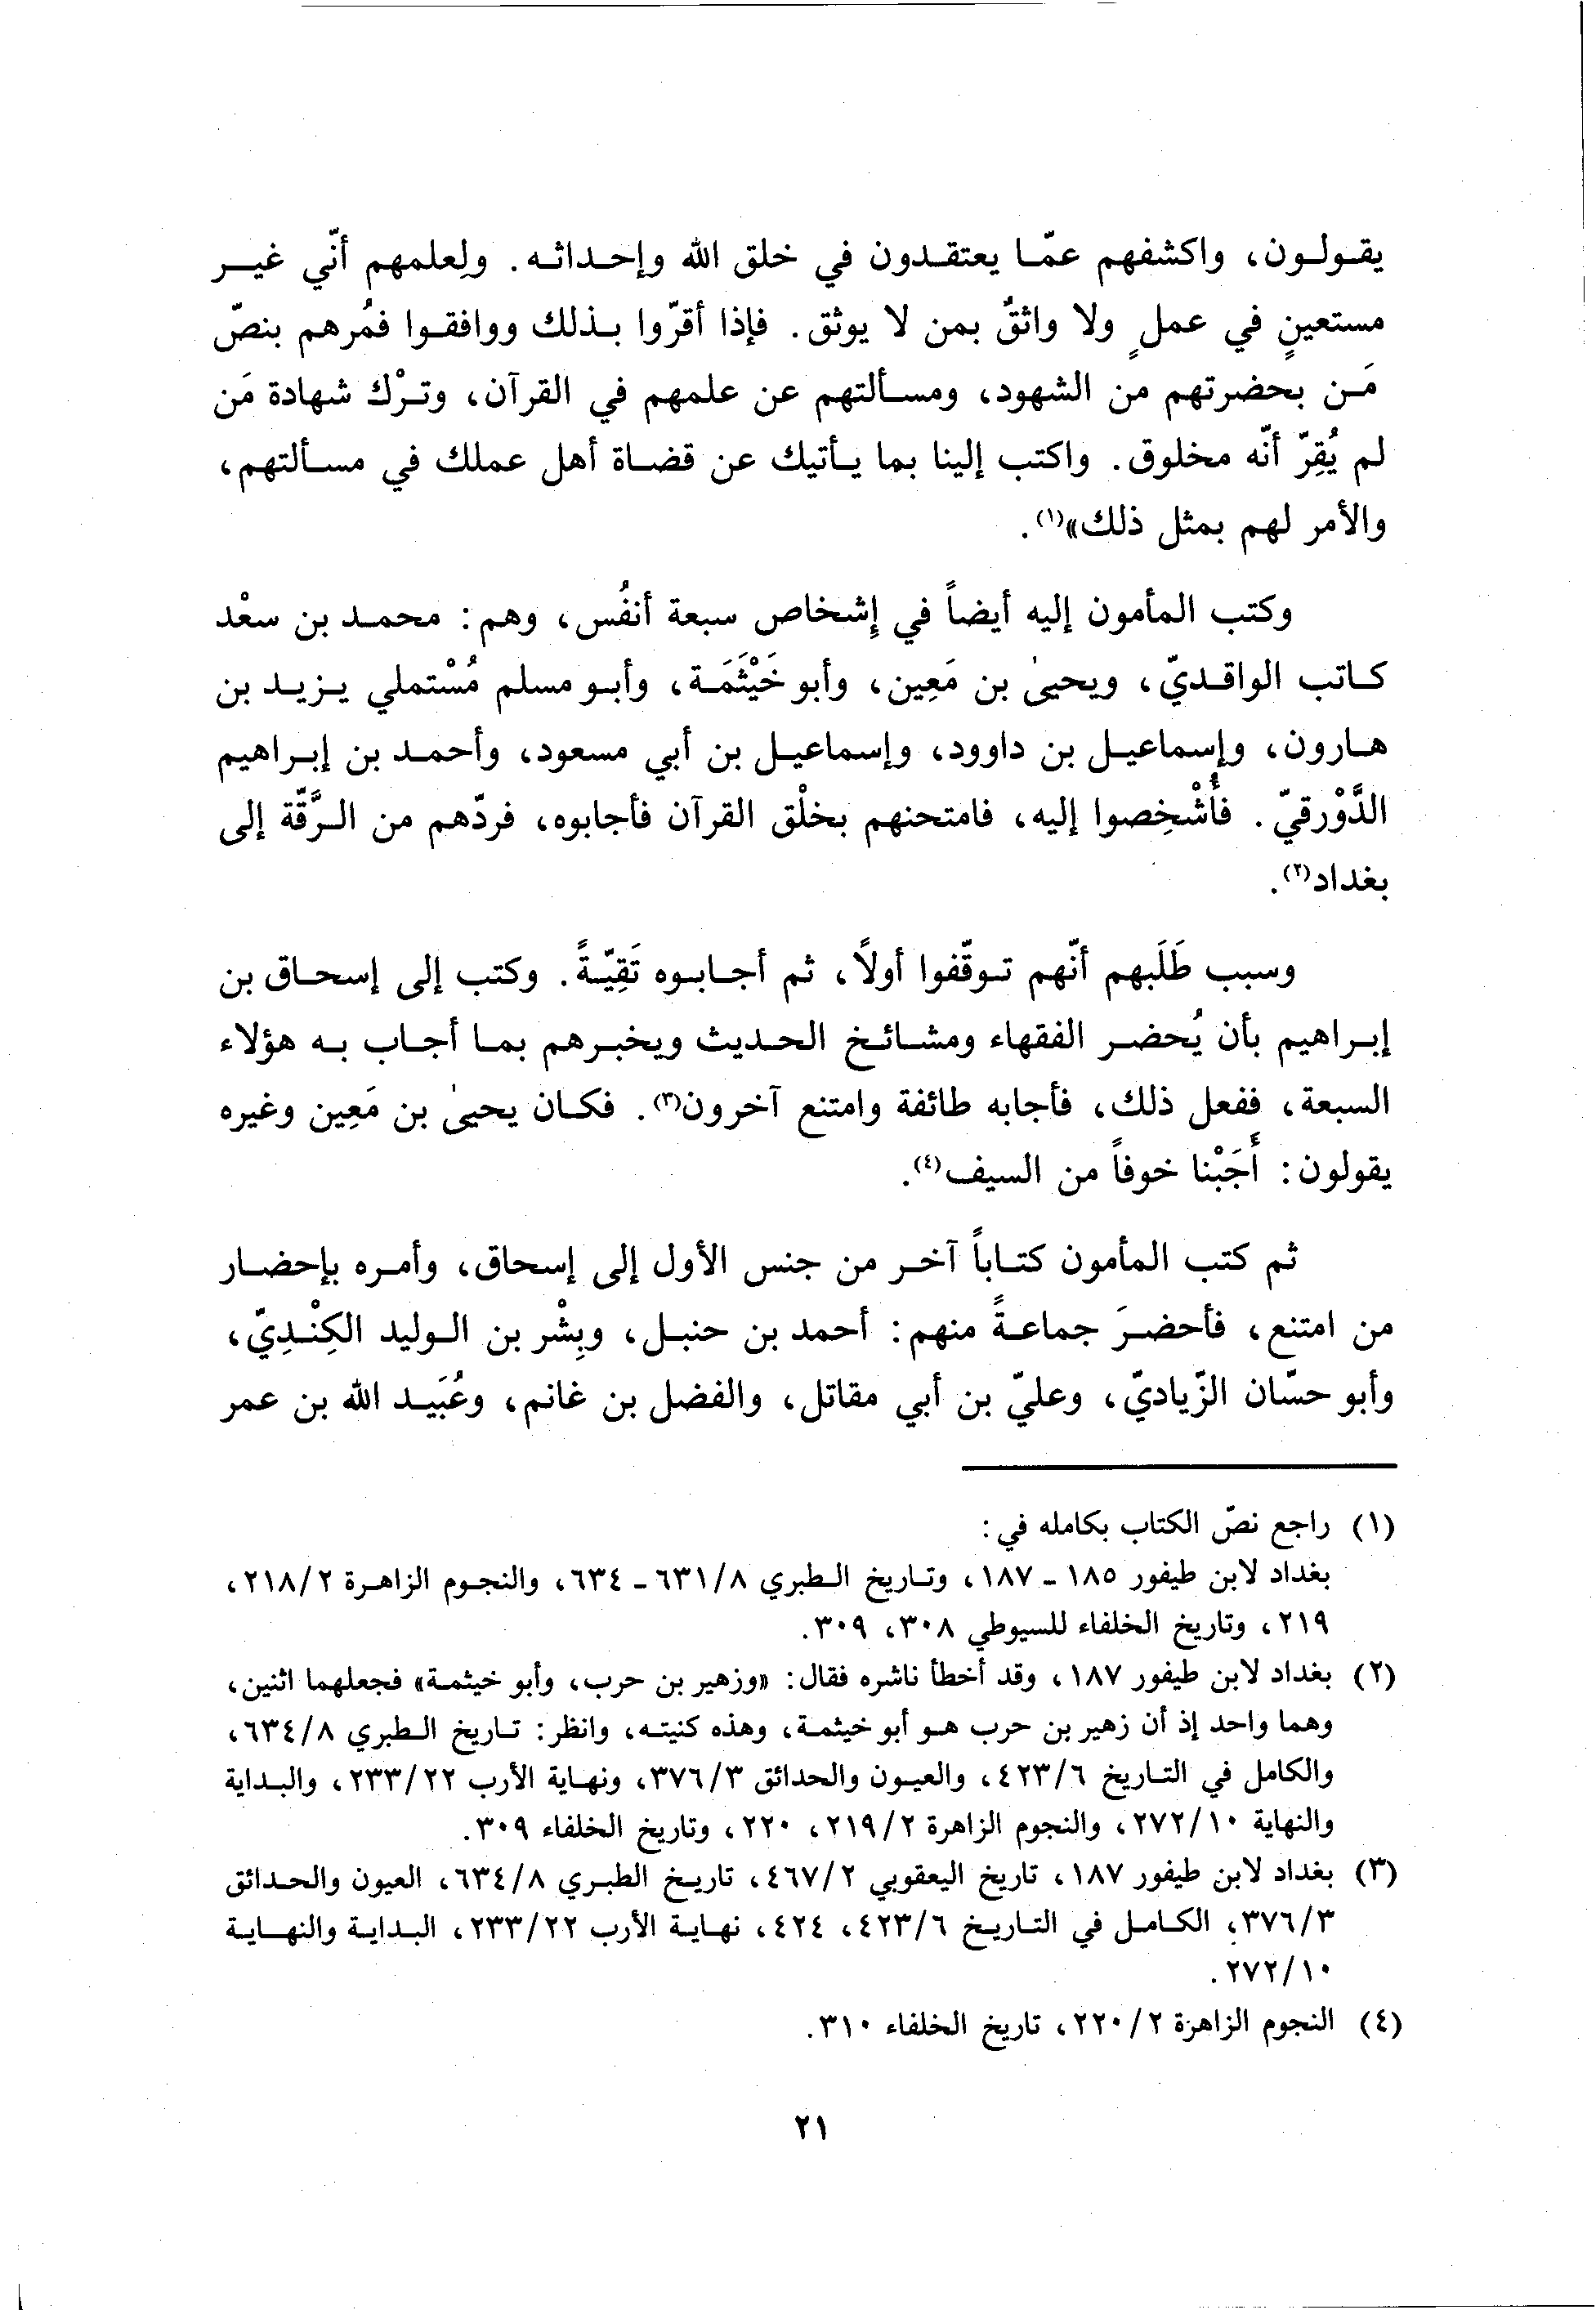 يقولون، واكشفهم عمّا يعتقدون في خلق الله وإحداثه. ولِعلمهم أنّي غير
مستعينٍ في عملٍ ولا واثقٌ بمن لا يوثق. فإذا أقرّوا بذلك ووافقوا فمُرهم بنصّ
مَن بحضرتهم من الشهود، ومسألتهم عن علمهم في القرآن، وترْك شهادة مَن
لم يُقِرّ أنّه مخلوق. واكتب إلينا بما يأتيك عن قضاة أهل عملك في مسألتهم،
والأمر لهم بمثل ذلك»(١).
وكتب المأمون إليه أيضاً في إشخاص سبعة أنفُس، وهم: محمد بن سعْد
كاتب الواقديّ، ويحيىٰ بن مَعِين، وأبو خَيْثَمَة، وأبو مسلم مُسْتملي يزيد بن
هارون، وإسماعيل بن داوود، وإسماعيل بن أبي مسعود، وأحمد بن إبراهيم
الدَّوْرقيّ. فأُشْخِصوا إليه، فامتحنهم بخلْق القرآن فأجابوه، فردّهم من الرَّقّة إلى
بغداد(٢).
وسبب طَلَبهم أنّهم توقّفوا أولاً، ثم أجابوه تَقِيّةً. وكتب إلى إسحاق بن
إبراهيم بأن يُحضر الفقهاء ومشائخ الحديث ويخبرهم بما أجاب به هؤلاء
السبعة، ففعل ذلك، فأجابه طائفة وامتنع آخرون(٣). فكان يحيىٰ بن مَعِين وغيره
يقولون: أَجَبْنا خوفاً من السيف(٤).
ثم كتب المأمون كتاباً آخر من جنس الأول إلى إسحاق، وأمره بإحضار
من امتنع، فأحضرَ جماعةً منهم: أحمد بن حنبل، وبِشْر بن الوليد الكِنْدِيّ،
وأبو حسّان الزّياديّ، وعليّ بن أبي مقاتل، والفضل بن غانم، وعُبَيد الله بن عمر
(١) راجع نصّ الكتاب بكامله في:
بغداد لابن طيفور ١٨٥ - ١٨٧، وتاريخ الطبري ٦٣١/٨ - ٦٣٤، والنجوم الزاهرة ٢١٨/٢،
٢١٩، وتاريخ الخلفاء للسيوطي ٣٠٨، ٣٠٩.
(٢) بغداد لابن طيفور ١٨٧، وقد أخطأ ناشره فقال: «وزهير بن حرب، وأبو خيثمة» فجعلهما اثنين،
وهما واحد إذ أن زهير بن حرب هو أبو خيثمة، وهذه كنيته، وانظر: تاريخ الطبري ٦٣٤/٨،
والكامل في التاريخ ٤٢٣/٦، والعيون والحدائق ٣٧٦/٣، ونهاية الأرب ٢٣٣/٢٢، والبداية
والنهاية ٢٧٢/١٠، والنجوم الزاهرة ٢١٩/٢، ٢٢٠، وتاريخ الخلفاء ٣٠٩.
(٣) بغداد لابن طيفور ١٨٧، تاريخ اليعقوبي ٤٦٧/٢، تاريخ الطبري ٦٣٤/٨، العيون والحدائق
٣٧٦/٣، الكامل في التاريخ ٤٢٣/٦، ٤٢٤، نهاية الأرب ٢٣٣/٢٢، البداية والنهاية
٢٧٢/١٠.
(٤) النجوم الزاهرة ٢٢٠/٢، تاريخ الخلفاء ٣١٠.
٢١